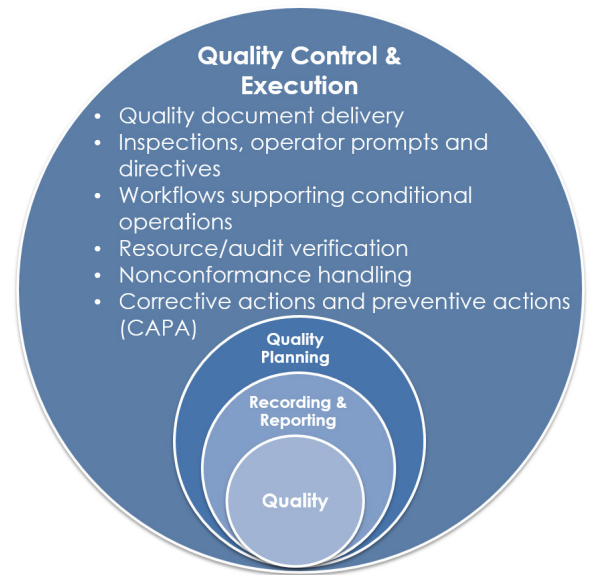 Quality Control &
Execution
• Quality document delivery
• Inspections, operator prompts and
directives
• Workflows supporting conditional
operations
• Resource/audit verification
• Nonconformance handling
• Corrective actions and preventive actions
(CAPA)
Quality
Planning
Recording &
Reporting
Quality